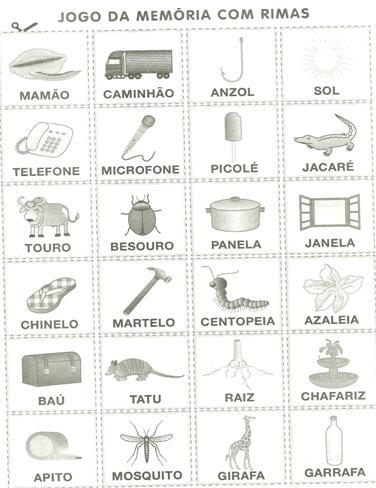 JOGO DA MEMÓRIA COM RIMAS
MAMÃO CAMINHÃO ANZOL SOL
TELEFONE MICROFONE PICOLÉ JACARÉ
TOURO BESOURO PANELA JANELA
CHINELO MARTELO CENTOPEIA AZALEIA
BAÚ TATU RAIZ CHAFARIZ
APITO MOSQUITO GIRAFA GARRAFA